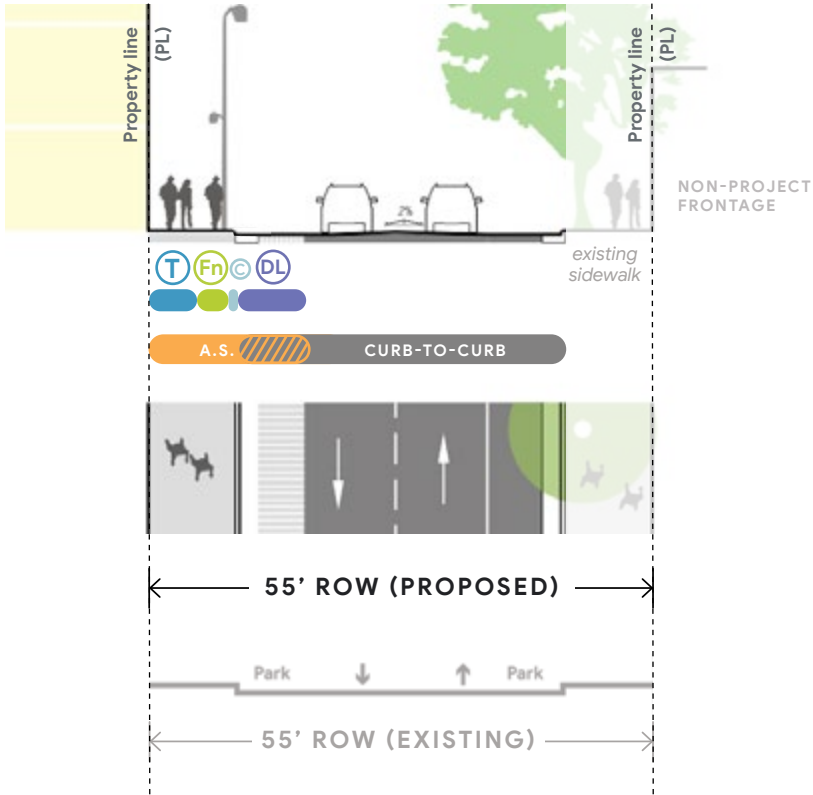 Property line
(PL)
Property line
(PL)
2%
NON-PROJECT
FRONTAGE
T Fn C DL
existing
sidewalk
A.S. CURB-TO-CURB
55’ ROW (PROPOSED)
Park Park
55’ ROW (EXISTING)